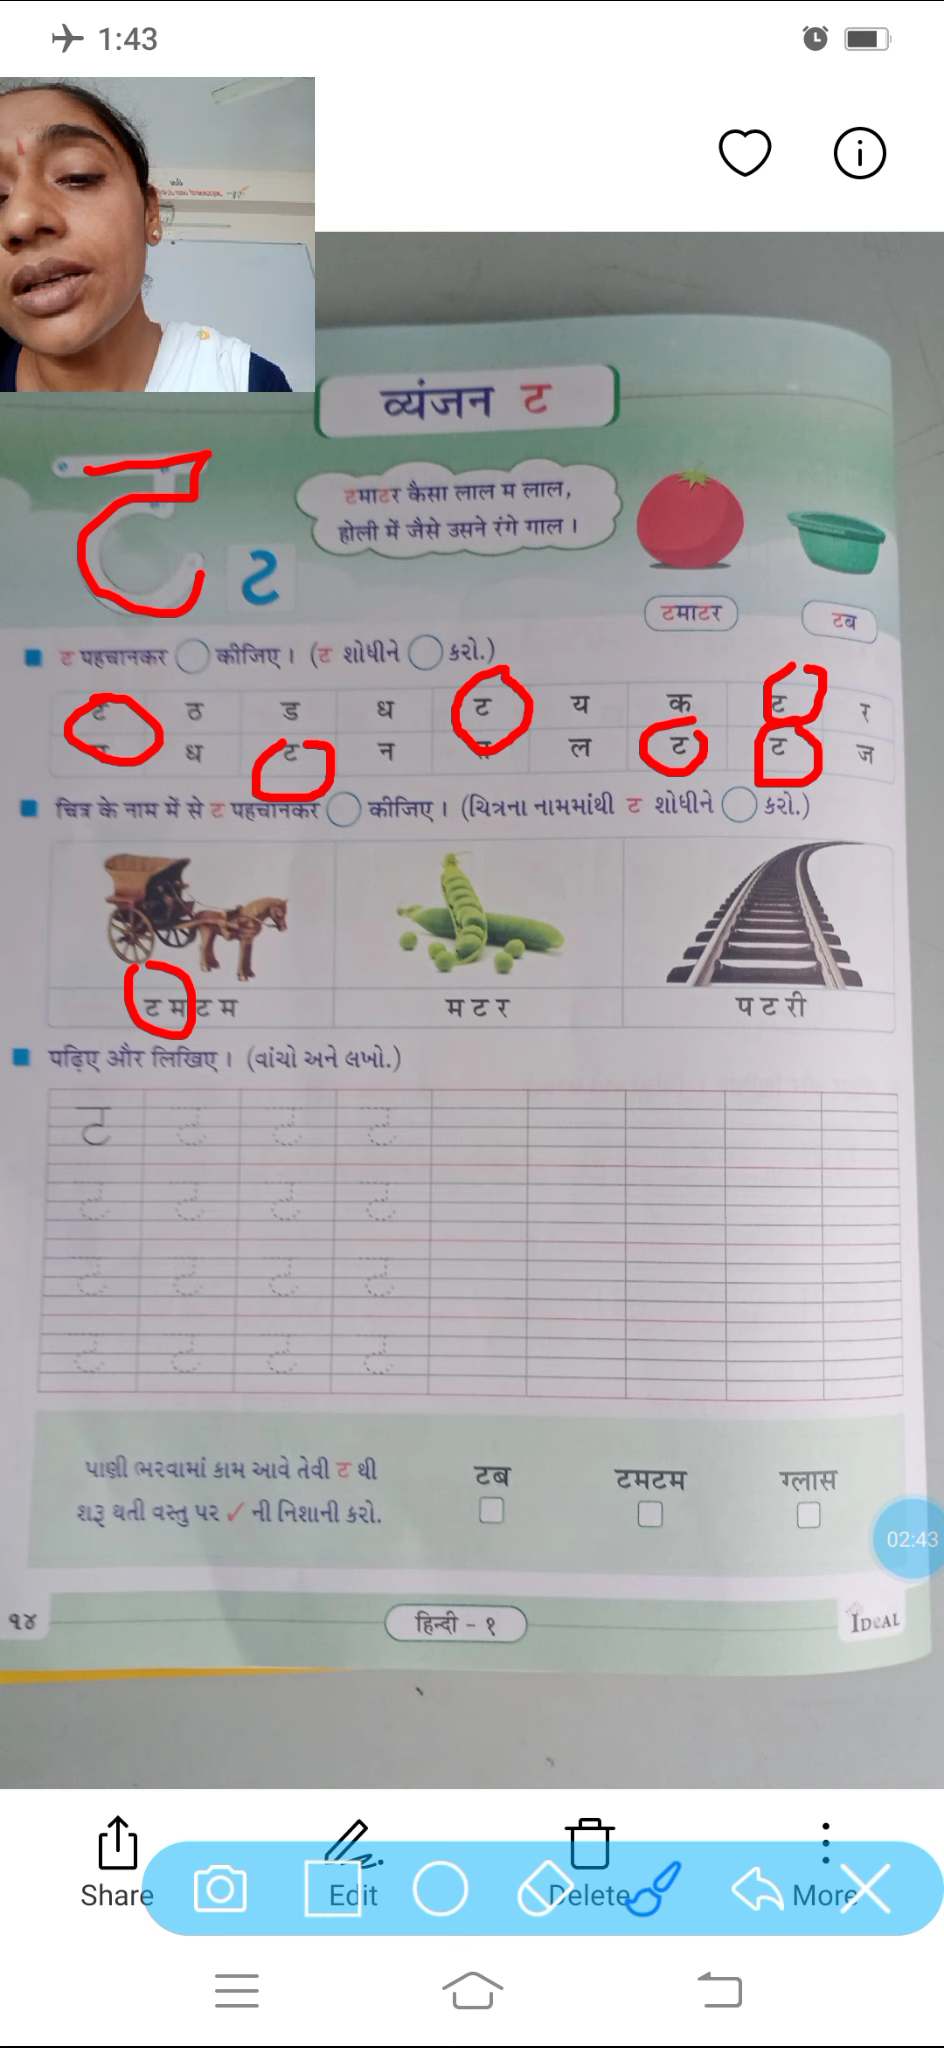 1:43
व्यंजन ट
टमाटर कैसा लाल म लाल,
होली में जैसे उसने रंगे गाल ।
ટ
टमाटर
टब
ट पहचानकर ◯ कीजिए । (ट શોધીને ◯ કરો.)
ट ठ ड ध ट य क ट र
ध ट न ल ट ट ज
चित्र के नाम में से ट पहचानकर ◯ कीजिए । (ચિત્રના નામમાંથી ट શોધીને ◯ કરો.)
ट म ट म
म ट र
प ट री
पढ़िए और लिखिए । (વાંચો અને લખો.)
ट ट ट ट
ट ट ट ट
ट ट ट ट
ट ट ट ट
પાણી ભરવામાં કામ આવે તેવી ट થી
શરૂ થતી વસ્તુ પર ✓ ની નિશાની કરો.
टब
टमटम
ग्लास
02:43
१४
हिन्दी - १
IDEAL
Share
Edit
Delete
More